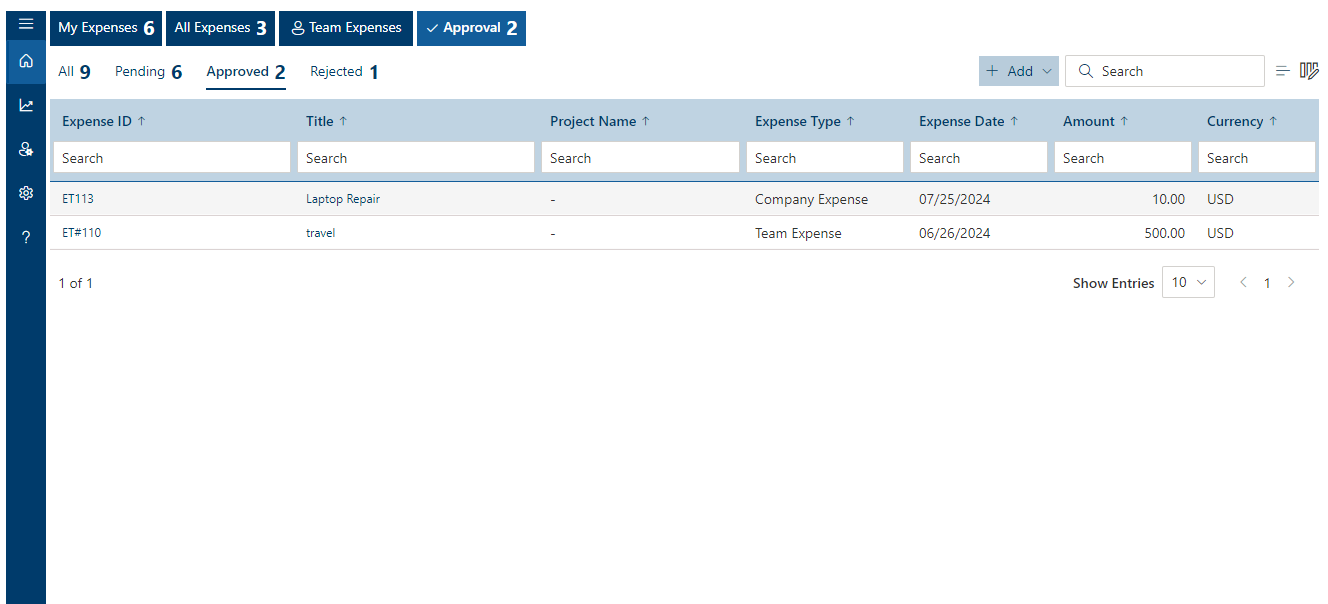 My Expenses 6 All Expenses 3 Team Expenses Approval 2
All 9 Pending 6 Approved 2 Rejected 1 + Add Search
Expense ID ↑ Title ↑ Project Name ↑ Expense Type ↑ Expense Date ↑ Amount ↑ Currency ↑
Search Search Search Search Search Search Search
ET113 Laptop Repair - Company Expense 07/25/2024 10.00 USD
ET#110 travel - Team Expense 06/26/2024 500.00 USD
1 of 1 Show Entries 10 1
?